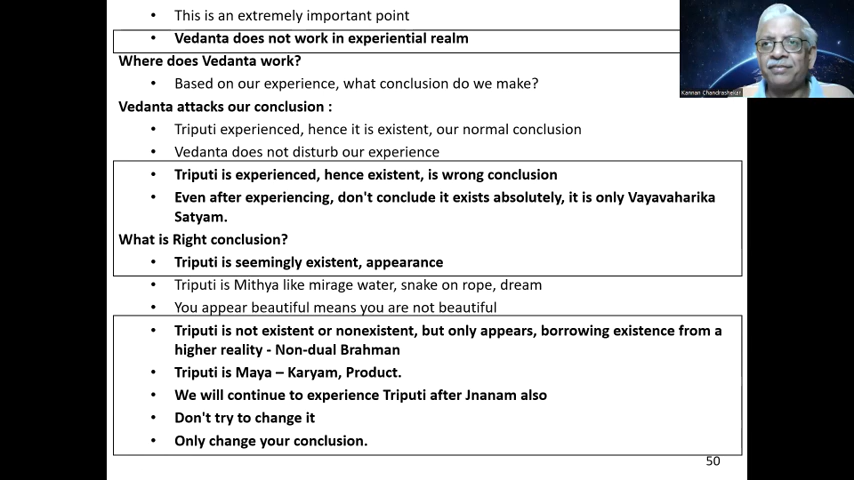 • This is an extremely important point
• Vedanta does not work in experiential realm
Where does Vedanta work?
• Based on our experience, what conclusion do we make?
Vedanta attacks our conclusion :
• Triputi experienced, hence it is existent, our normal conclusion
• Vedanta does not disturb our experience
• Triputi is experienced, hence existent, is wrong conclusion
• Even after experiencing, don't conclude it exists absolutely, it is only Vayavaharika
Satyam.
What is Right conclusion?
• Triputi is seemingly existent, appearance
• Triputi is Mithya like mirage water, snake on rope, dream
• You appear beautiful means you are not beautiful
• Triputi is not existent or nonexistent, but only appears, borrowing existence from a
higher reality - Non-dual Brahman
• Triputi is Maya – Karyam, Product.
• We will continue to experience Triputi after Jnanam also
• Don't try to change it
• Only change your conclusion.
50
Kannan Chandrashekar